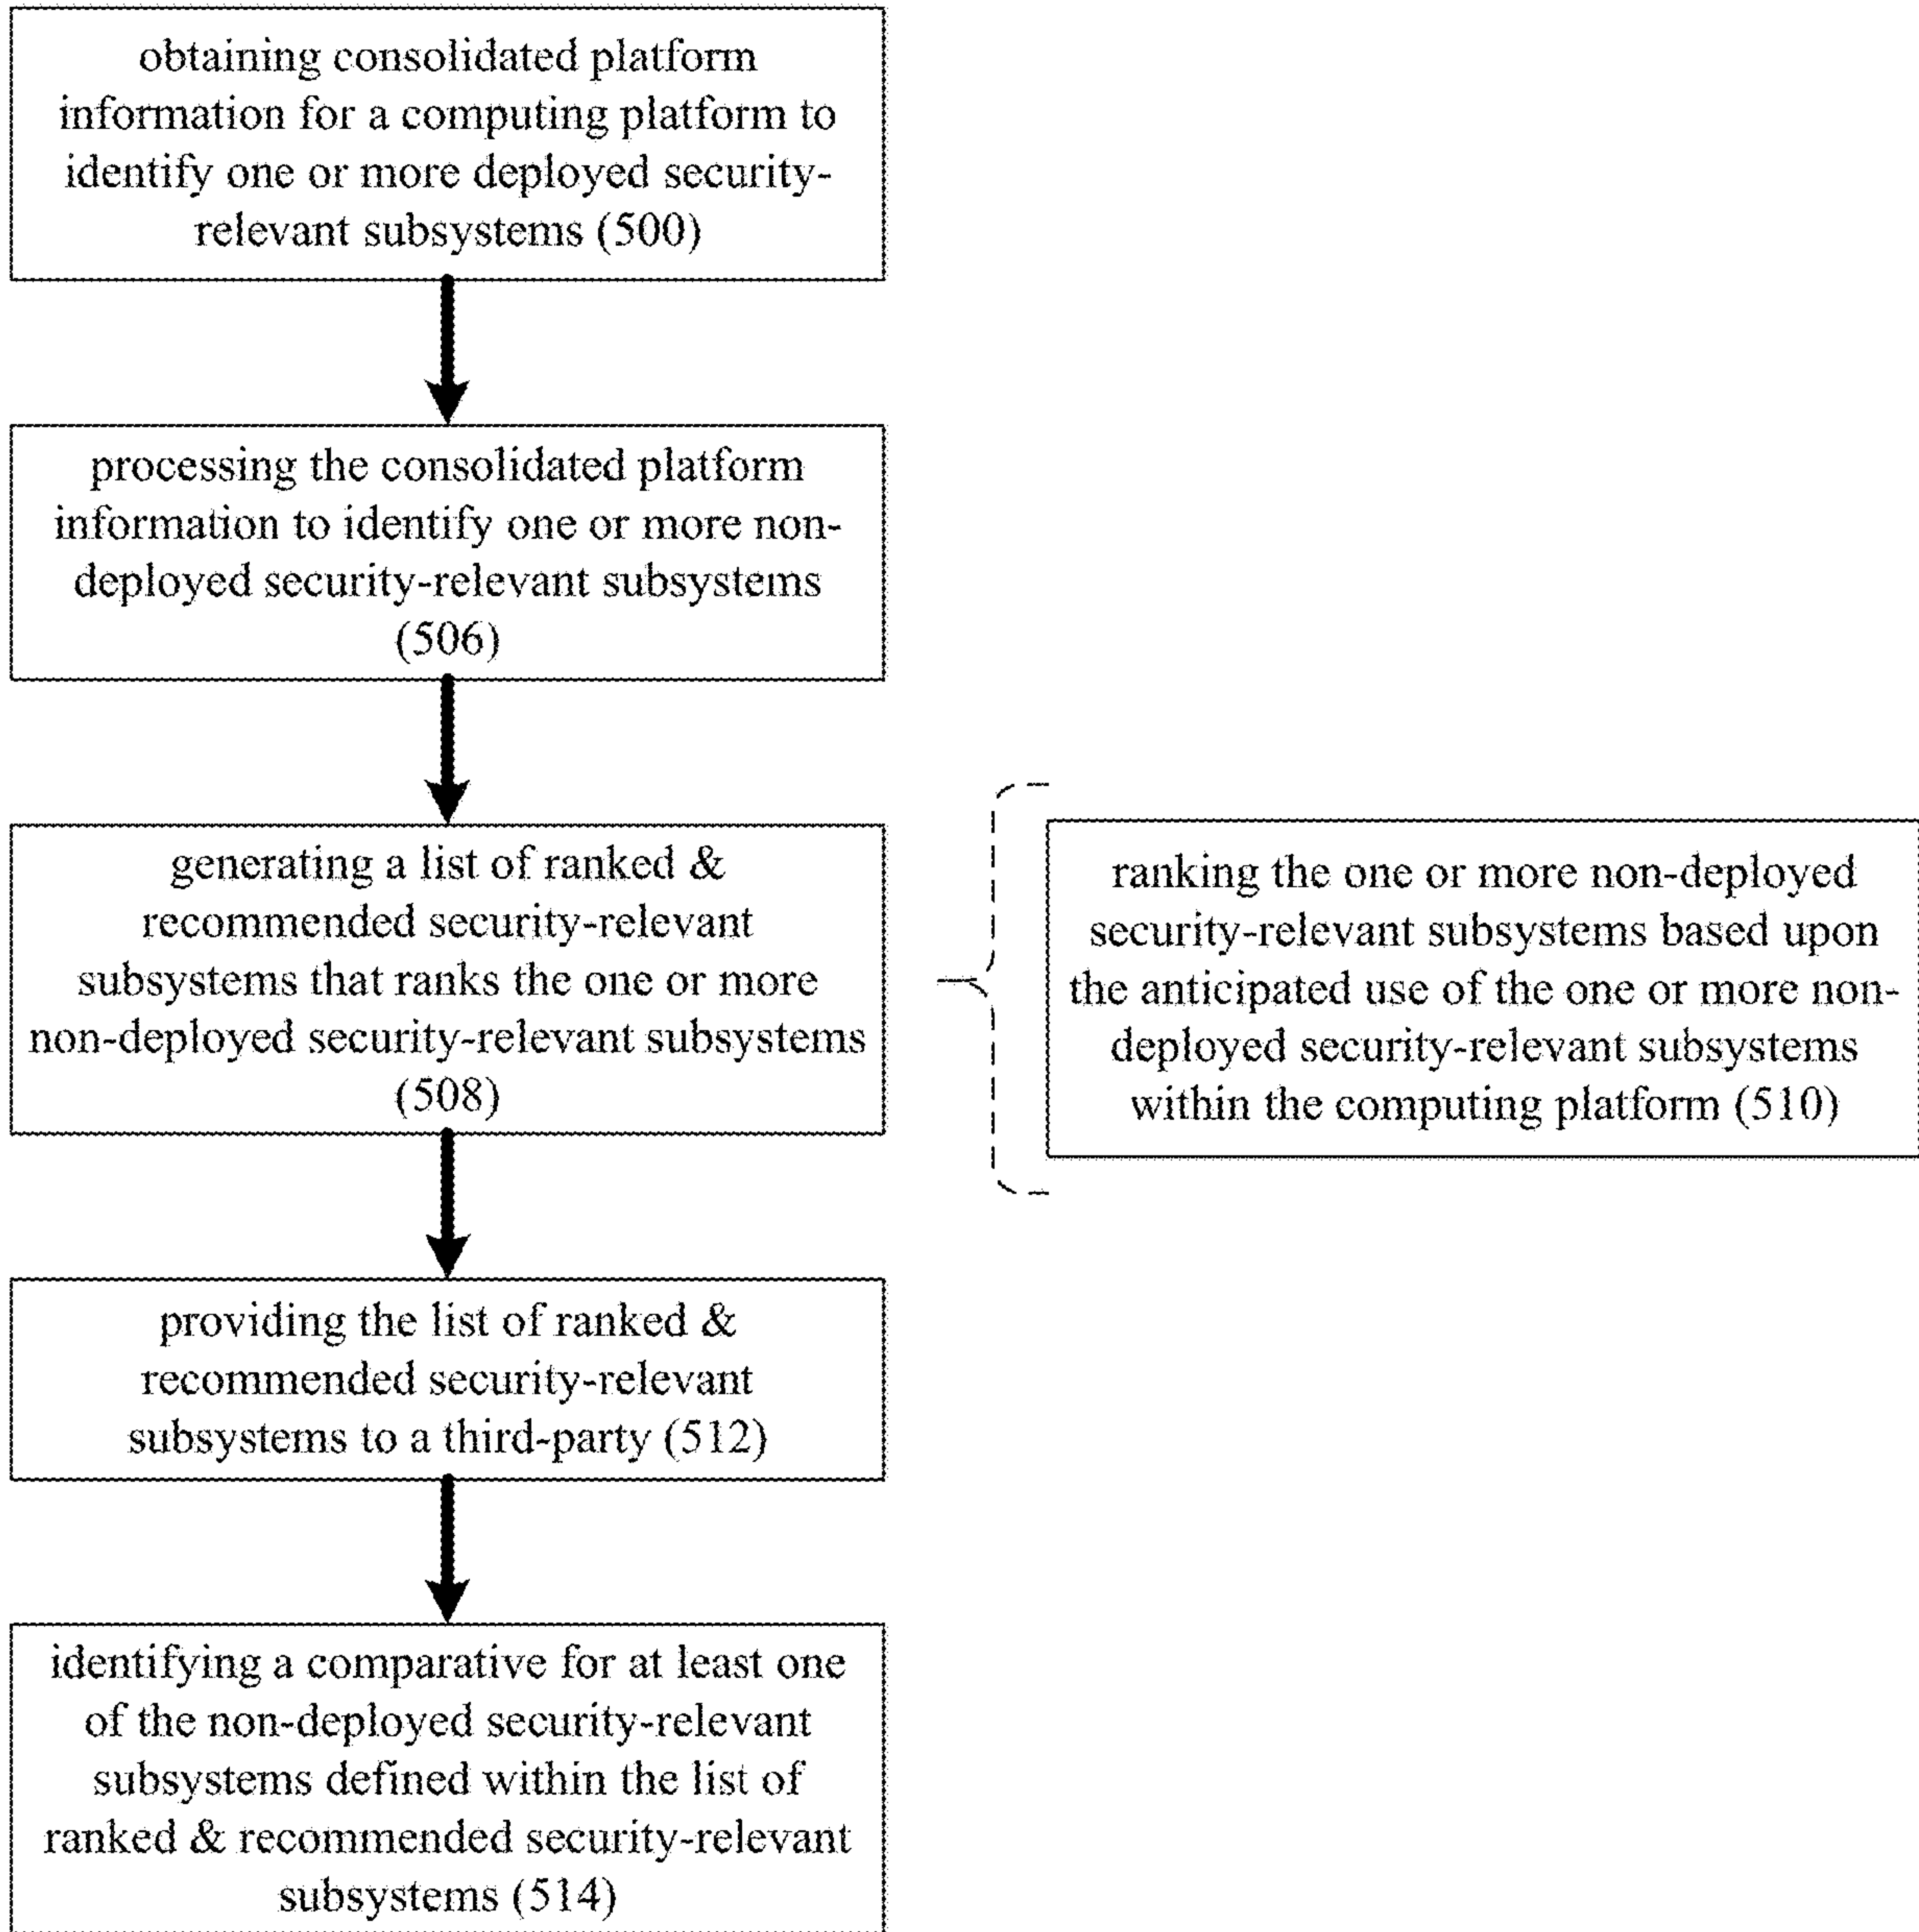 obtaining consolidated platform
information for a computing platform to
identify one or more deployed security-
relevant subsystems (500)
processing the consolidated platform
information to identify one or more non-
deployed security-relevant subsystems
(506)
generating a list of ranked &
recommended security-relevant
subsystems that ranks the one or more
non-deployed security-relevant subsystems
(508)
ranking the one or more non-deployed
security-relevant subsystems based upon
the anticipated use of the one or more non-
deployed security-relevant subsystems
within the computing platform (510)
providing the list of ranked &
recommended security-relevant
subsystems to a third-party (512)
identifying a comparative for at least one
of the non-deployed security-relevant
subsystems defined within the list of
ranked & recommended security-relevant
subsystems (514)